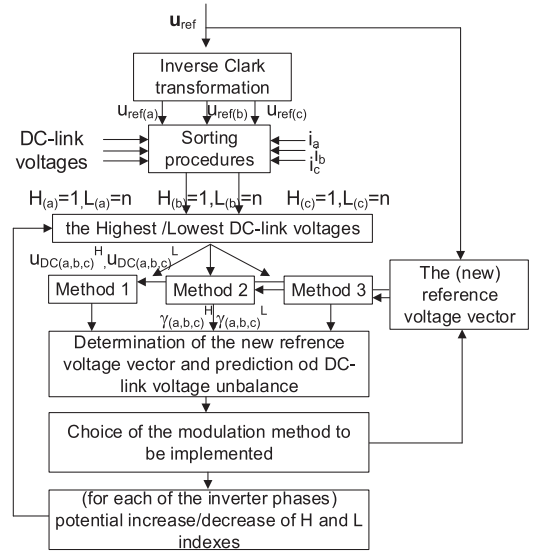 u_ref
Inverse Clark
transformation
u_ref(a) u_ref(b) u_ref(c)
DC-link
voltages
Sorting
procedures
i_a
i_b
i_c
H_(a)=1,L_(a)=n H_(b)=1,L_(b)=n H_(c)=1,L_(c)=n
the Highest /Lowest DC-link voltages
u_DC(a,b,c)^H,u_DC(a,b,c)^L
Method 1 Method 2 Method 3
The (new)
reference
voltage vector
γ_(a,b,c)^H γ_(a,b,c)^L
Determination of the new refrence
voltage vector and prediction od DC-
link voltage unbalance
Choice of the modulation method to
be implemented
(for each of the inverter phases)
potential increase/decrease of H and L
indexes